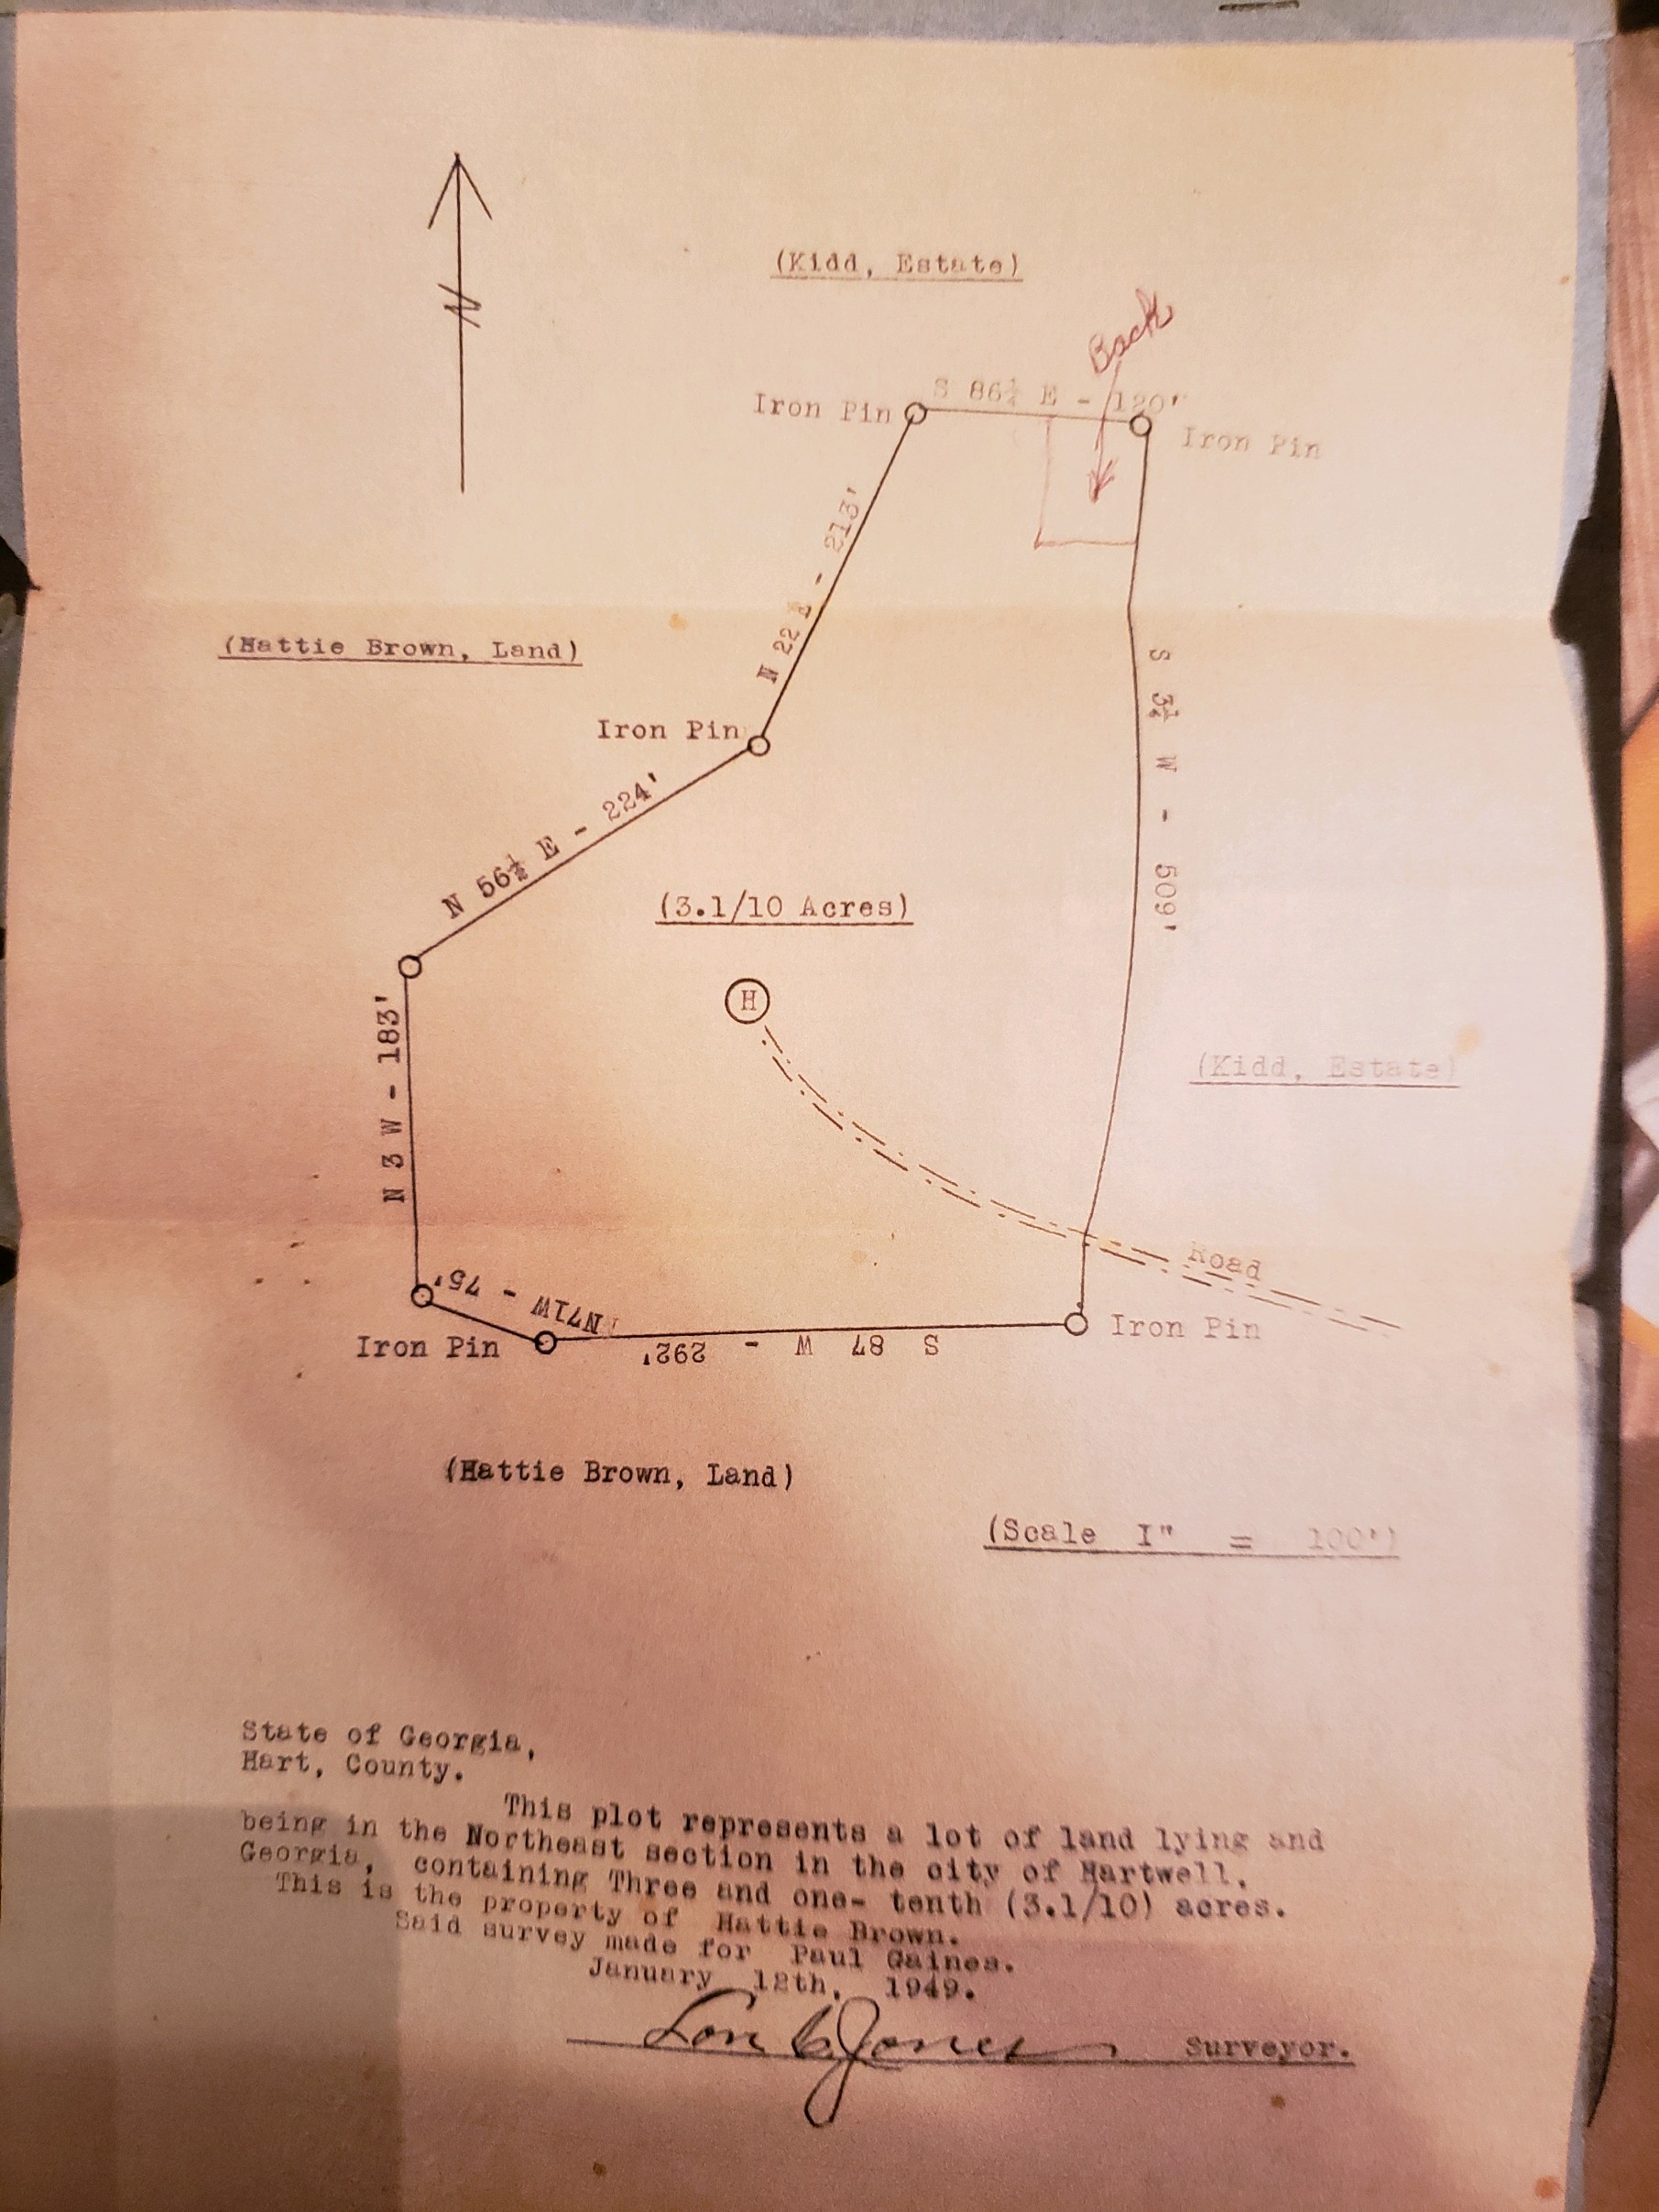 N
(Kidd, Estate)
Back
S 86¼ E - 120'
Iron Pin
Iron Pin
N 22 E - 213'
(Hattie Brown, Land)
S 3¼ W - 509'
Iron Pin
N 56½ E - 224'
(3.1/10 Acres)
H
N 3 W - 183'
(Kidd, Estate)
Road
N71W - 75'
Iron Pin
S 87 W - 292'
Iron Pin
(Hattie Brown, Land)
(Scale I" = 100')
State of Georgia,
Hart, County.
This plot represents a lot of land lying and
being in the Northeast section in the city of Hartwell,
Georgia, containing Three and one- tenth (3.1/10) acres.
This is the property of Hattie Brown.
Said survey made for Paul Gaines.
January 12th, 1949.
Lon C. Jones Surveyor.